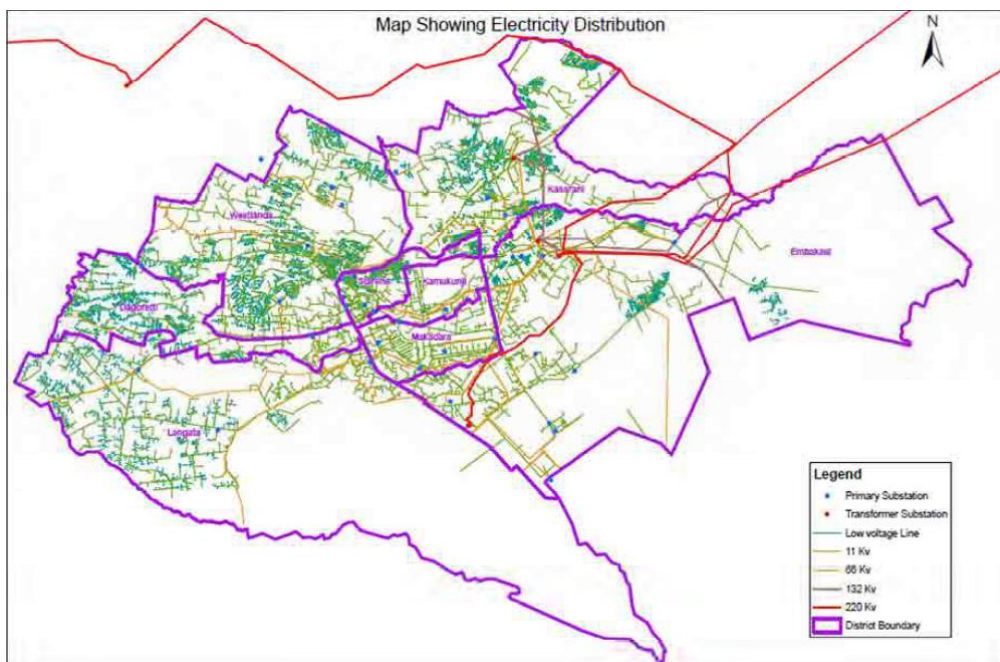 Map Showing Electricity Distribution
N
Kasarani
Westlands
Embakasi
Starehe
Kamukunji
Dagoretti
Makadara
Langata
Legend
Primary Substation
Transformer Substation
Low voltage Line
11 Kv
66 Kv
132 Kv
220 Kv
District Boundary